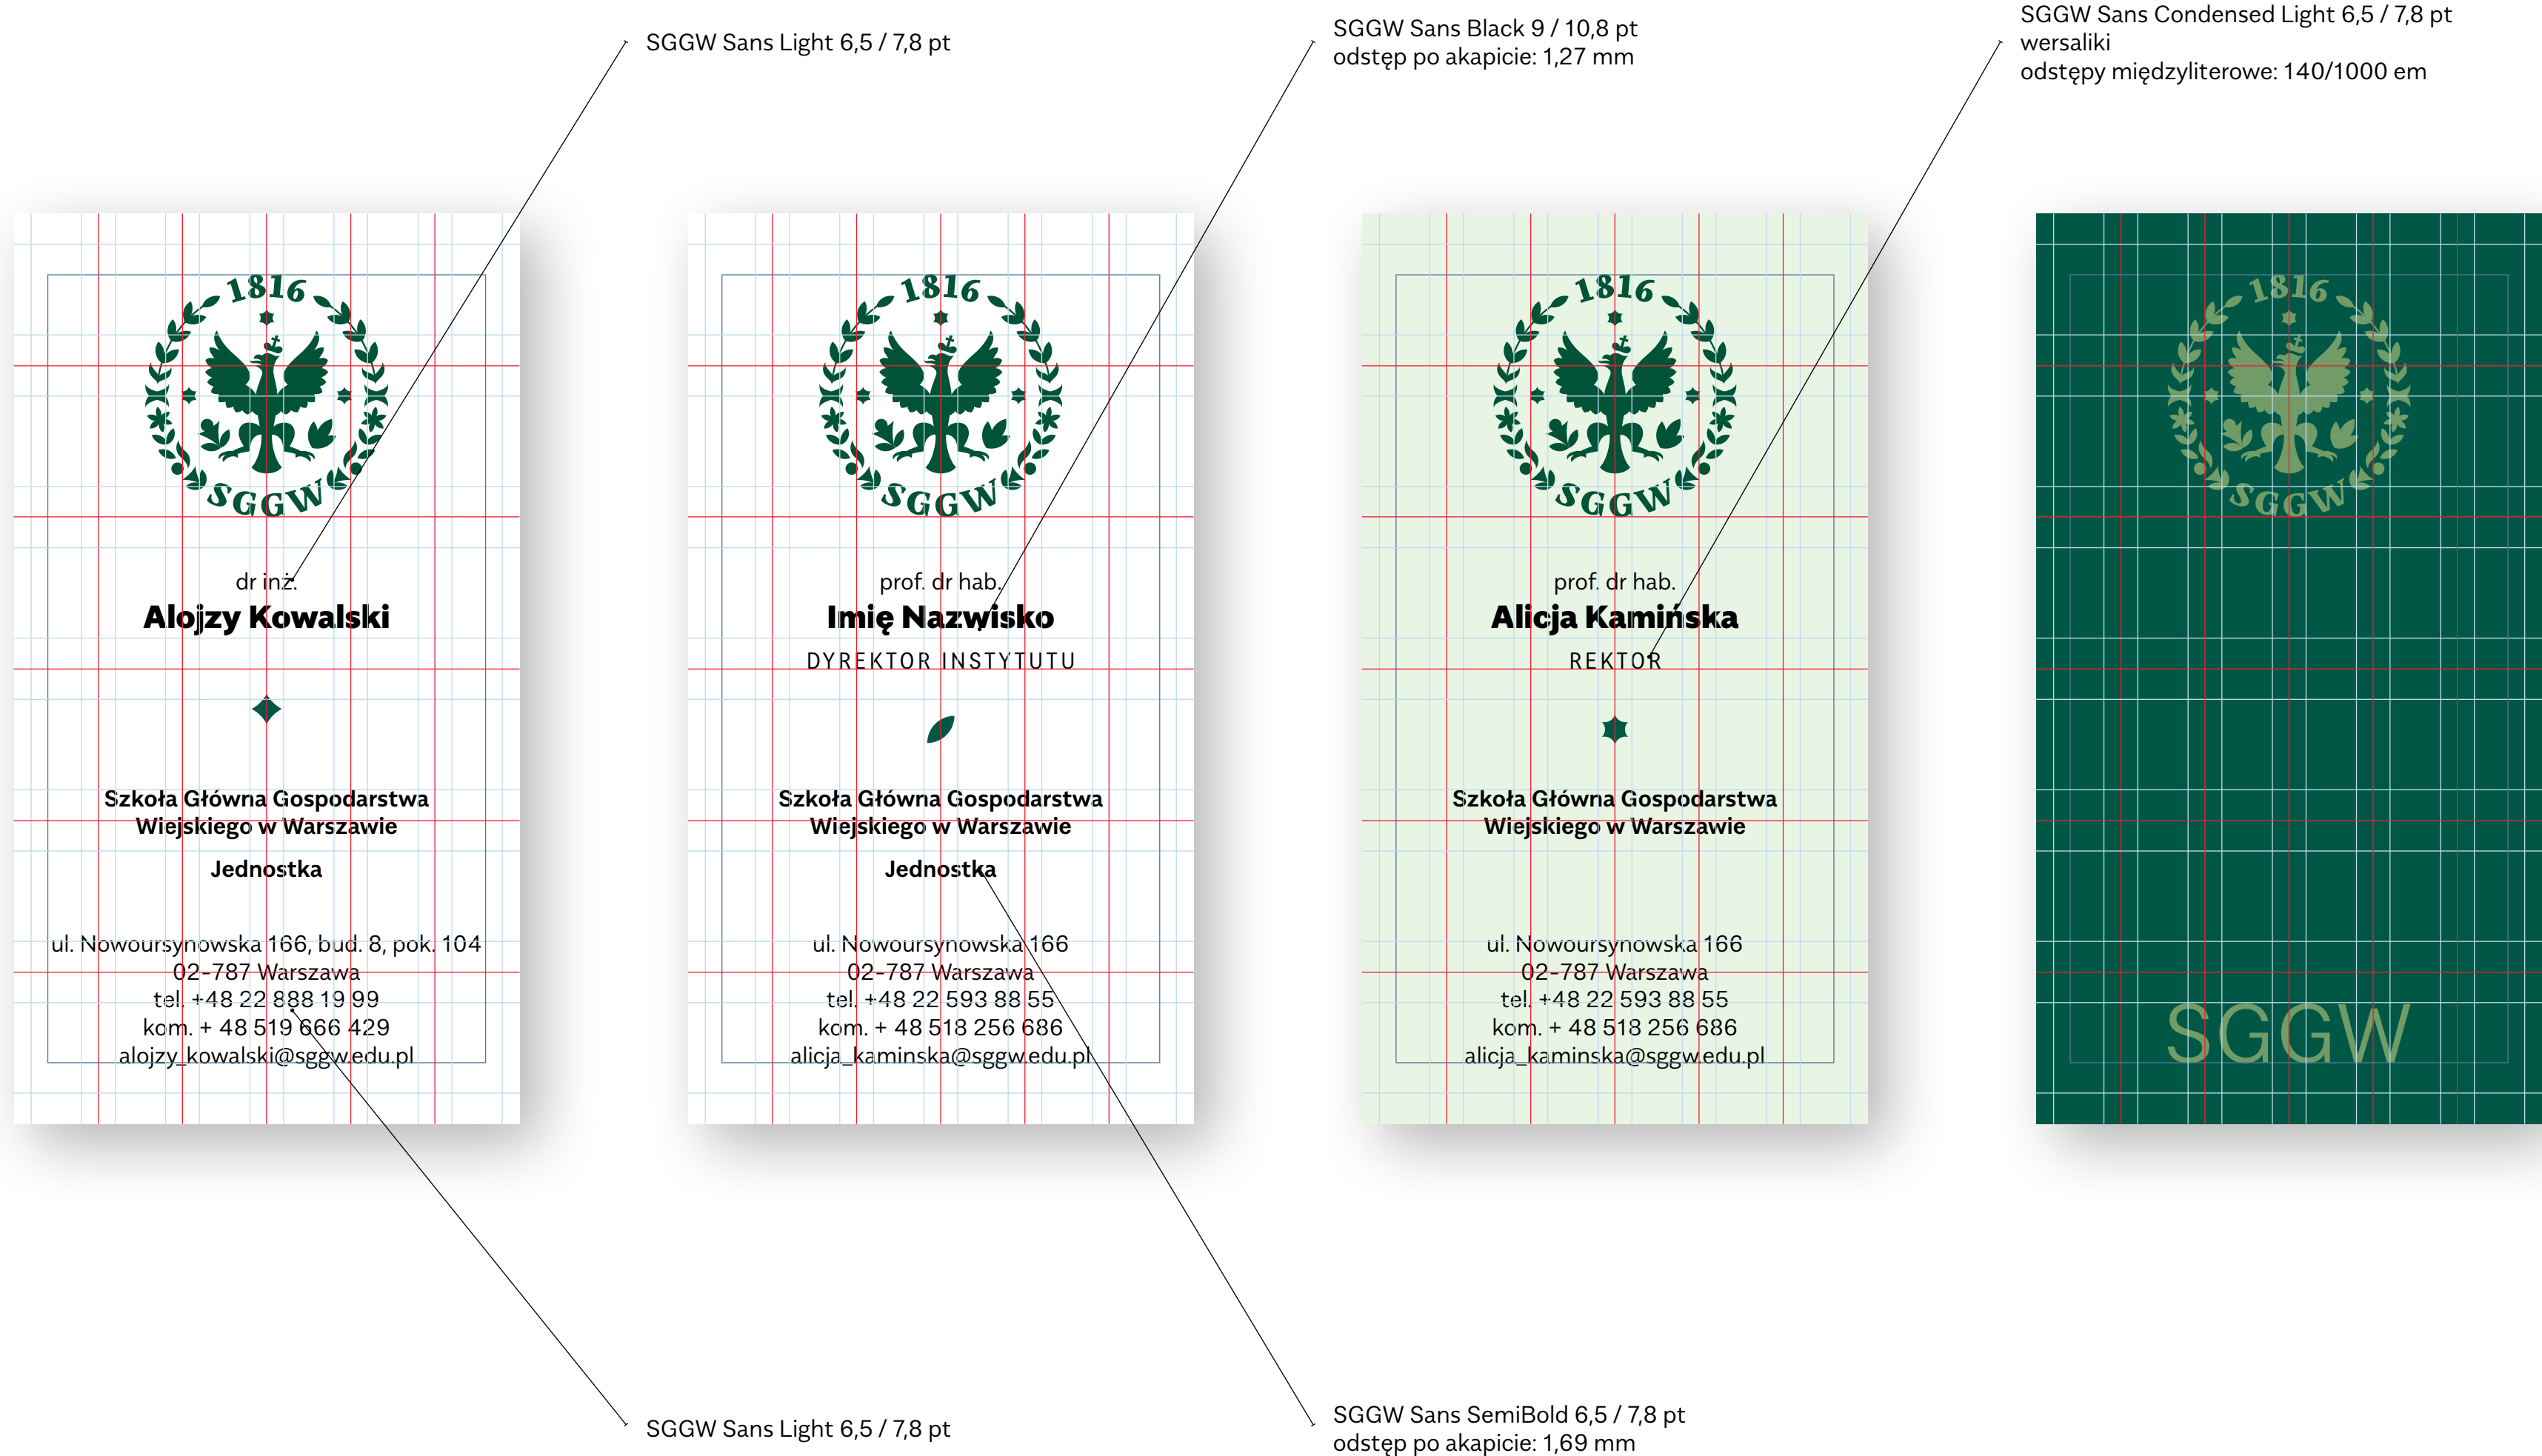 SGGW Sans Light 6,5 / 7,8 pt
SGGW Sans Black 9 / 10,8 pt
odstęp po akapicie: 1,27 mm
SGGW Sans Condensed Light 6,5 / 7,8 pt
wersaliki
odstępy międzyliterowe: 140/1000 em
1816
SGGW
dr inż.
Alojzy Kowalski
Szkoła Główna Gospodarstwa
Wiejskiego w Warszawie
Jednostka
ul. Nowoursynowska 166, bud. 8, pok. 104
02-787 Warszawa
tel. +48 22 888 19 99
kom. + 48 519 666 429
alojzy_kowalski@sggw.edu.pl
1816
SGGW
prof. dr hab.
Imię Nazwisko
DYREKTOR INSTYTUTU
Szkoła Główna Gospodarstwa
Wiejskiego w Warszawie
Jednostka
ul. Nowoursynowska 166
02-787 Warszawa
tel. +48 22 593 88 55
kom. + 48 518 256 686
alicja_kaminska@sggw.edu.pl
1816
SGGW
prof. dr hab.
Alicja Kamińska
REKTOR
Szkoła Główna Gospodarstwa
Wiejskiego w Warszawie
ul. Nowoursynowska 166
02-787 Warszawa
tel. +48 22 593 88 55
kom. + 48 518 256 686
alicja_kaminska@sggw.edu.pl
1816
SGGW
SGGW
SGGW Sans Light 6,5 / 7,8 pt
SGGW Sans SemiBold 6,5 / 7,8 pt
odstęp po akapicie: 1,69 mm